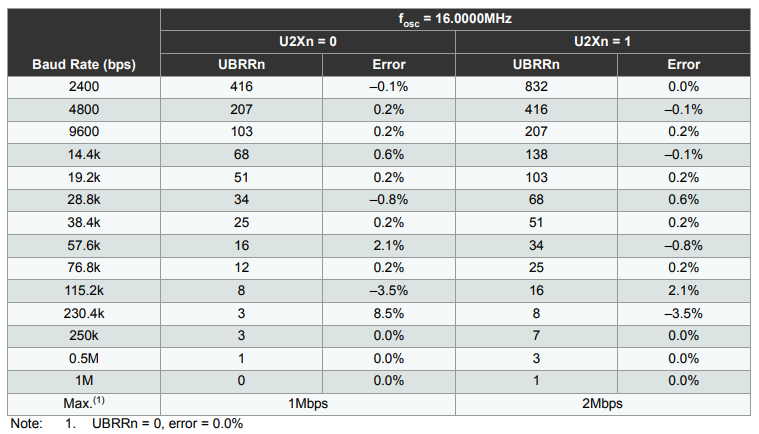 fosc = 16.0000MHz
U2Xn = 0 U2Xn = 1
Baud Rate (bps) UBRRn Error UBRRn Error
2400 416 –0.1% 832 0.0%
4800 207 0.2% 416 –0.1%
9600 103 0.2% 207 0.2%
14.4k 68 0.6% 138 –0.1%
19.2k 51 0.2% 103 0.2%
28.8k 34 –0.8% 68 0.6%
38.4k 25 0.2% 51 0.2%
57.6k 16 2.1% 34 –0.8%
76.8k 12 0.2% 25 0.2%
115.2k 8 –3.5% 16 2.1%
230.4k 3 8.5% 8 –3.5%
250k 3 0.0% 7 0.0%
0.5M 1 0.0% 3 0.0%
1M 0 0.0% 1 0.0%
Max.(1) 1Mbps 2Mbps
Note: 1. UBRRn = 0, error = 0.0%